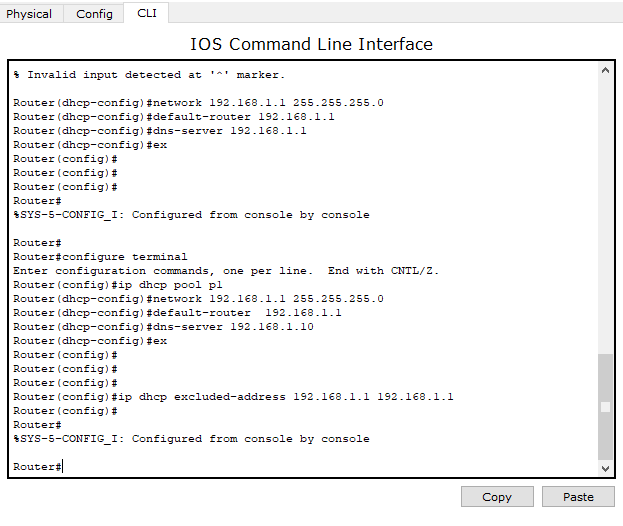 Physical Config CLI
IOS Command Line Interface
% Invalid input detected at '^' marker.
Router(dhcp-config)#network 192.168.1.1 255.255.255.0
Router(dhcp-config)#default-router 192.168.1.1
Router(dhcp-config)#dns-server 192.168.1.1
Router(dhcp-config)#ex
Router(config)#
Router(config)#
Router(config)#
Router#
%SYS-5-CONFIG_I: Configured from console by console
Router#
Router#configure terminal
Enter configuration commands, one per line.  End with CNTL/Z.
Router(config)#ip dhcp pool p1
Router(dhcp-config)#network 192.168.1.1 255.255.255.0
Router(dhcp-config)#default-router  192.168.1.1
Router(dhcp-config)#dns-server 192.168.1.10
Router(dhcp-config)#ex
Router(config)#
Router(config)#
Router(config)#
Router(config)#ip dhcp excluded-address 192.168.1.1 192.168.1.1
Router(config)#
Router#
%SYS-5-CONFIG_I: Configured from console by console
Router#
Copy Paste